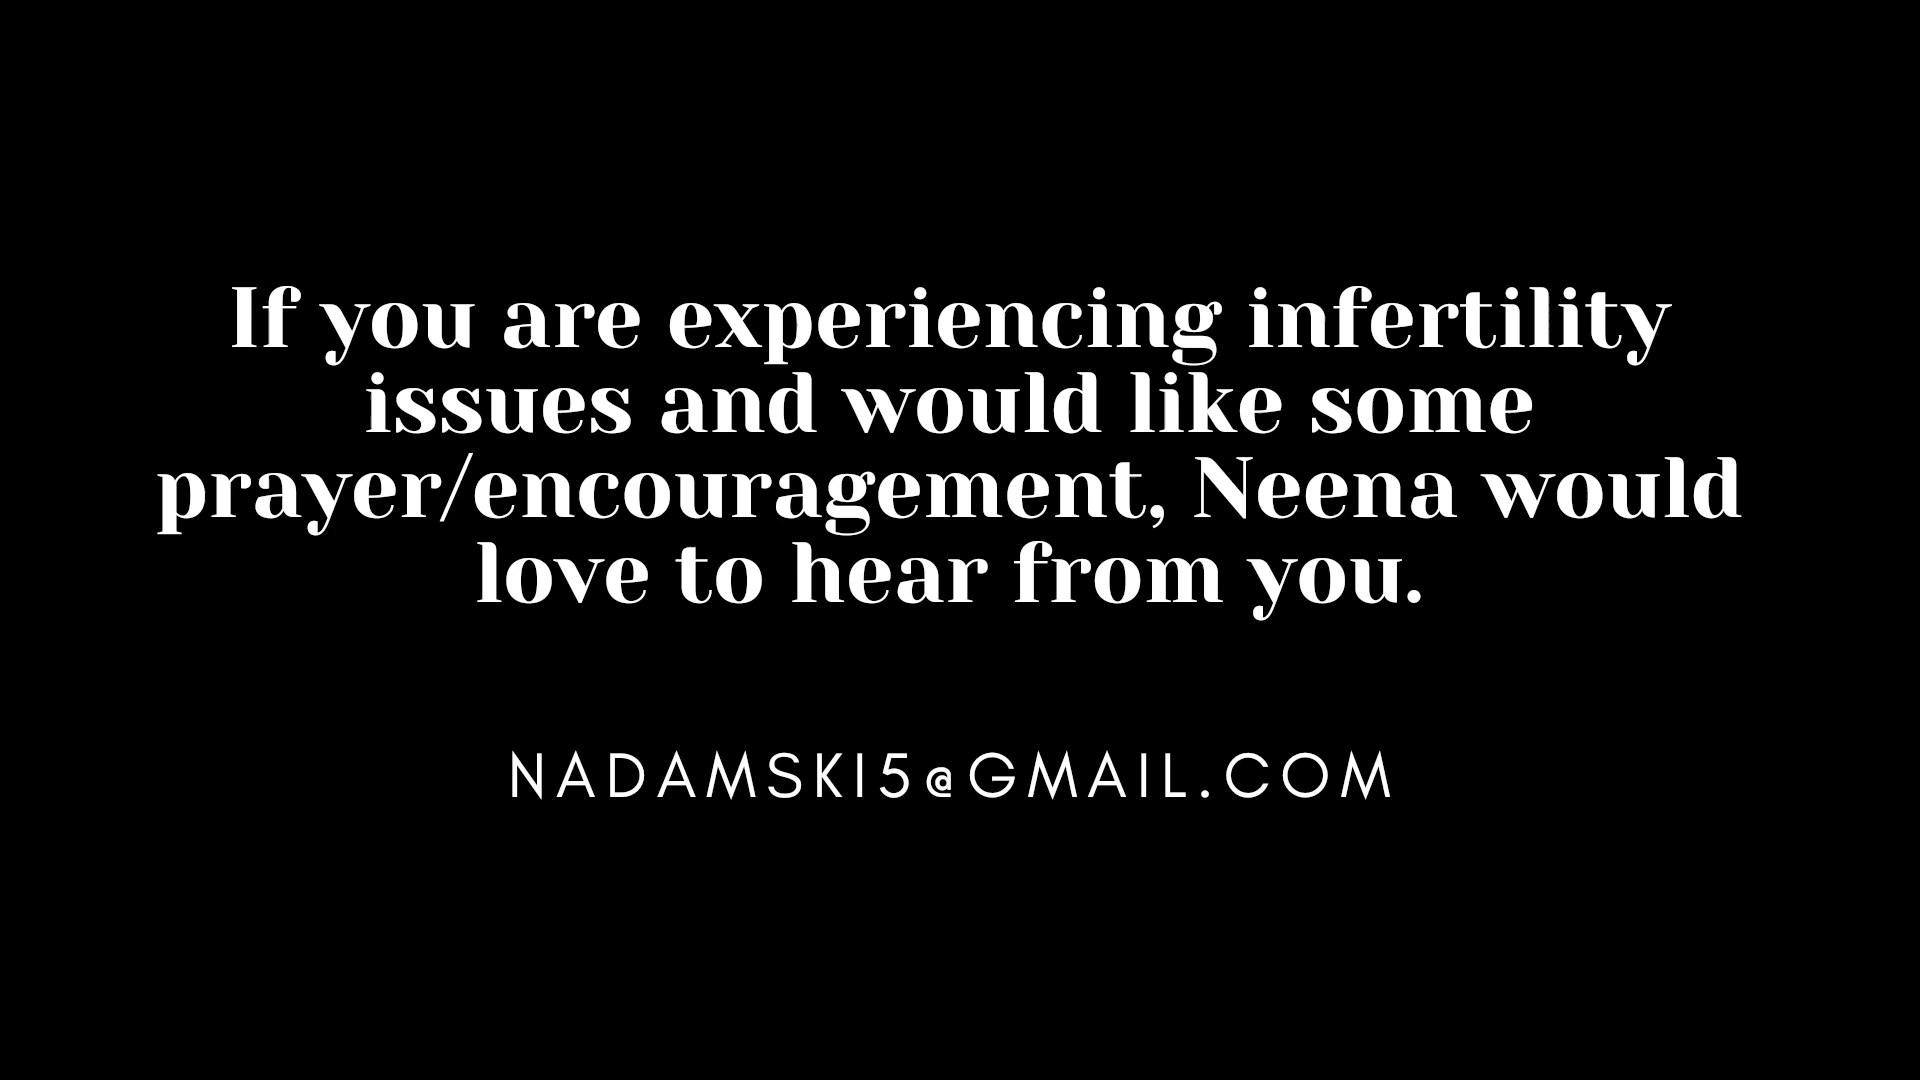 If you are experiencing infertility
issues and would like some
prayer/encouragement, Neena would
love to hear from you.
NADAMSKI5@GMAIL.COM